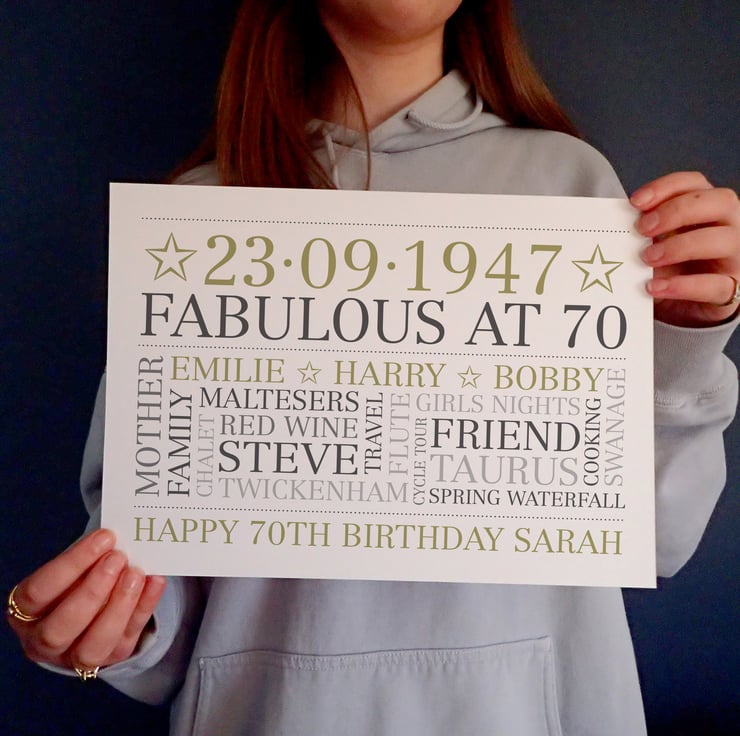 ☆23·09·1947☆
FABULOUS AT 70
EMILIE ☆ HARRY ☆ BOBBY
MOTHER
FAMILY
CHALET
MALTESERS
RED WINE
STEVE
TWICKENHAM
TRAVEL
FLUTE
CYCLE TOUR
GIRLS NIGHTS
FRIEND
TAURUS
SPRING WATERFALL
COOKING
SWANAGE
HAPPY 70TH BIRTHDAY SARAH